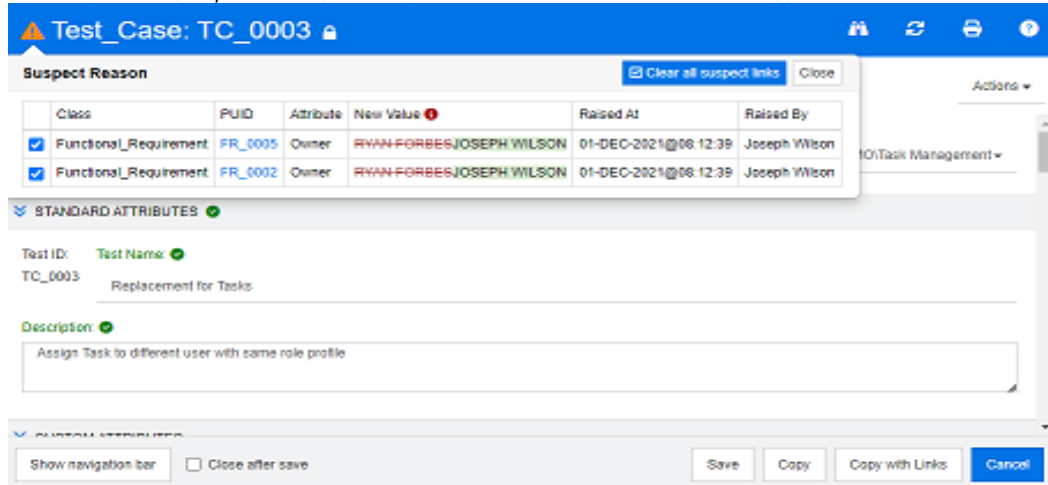 Test_Case: TC_0003
Suspect Reason
Clear all suspect links
Close
Actions
Class PUID Attribute New Value Raised At Raised By
Functional_Requirement FR_0005 Owner RYAN FORBESJOSEPH WILSON 01-DEC-2021@08:12:39 Joseph Wilson
Functional_Requirement FR_0002 Owner RYAN FORBESJOSEPH WILSON 01-DEC-2021@08:12:39 Joseph Wilson
Task Management
STANDARD ATTRIBUTES
Test ID: Test Name:
TC_0003 Replacement for Tasks
Description:
Assign Task to different user with same role profile
Show navigation bar Close after save Save Copy Copy with Links Cancel